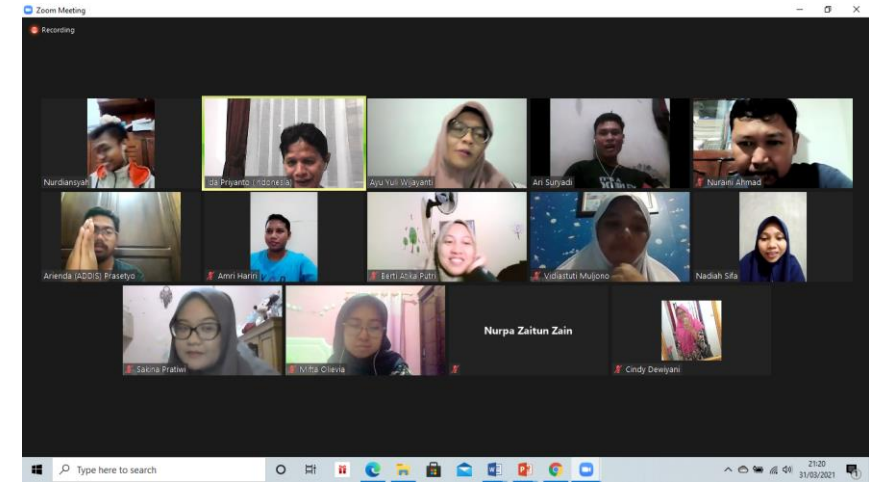 Zoom Meeting
Recording
Nurdiansyah
Ida Priyanto (Indonesia)
Ayu Yuli Wijayanti
Ari Suryadi
Nuraini Ahmad
Arienda (ADDIS) Prasetyo
Amri Hariri
Berti Atika Putri
Vidiastuti Muljono
Nadiah Sifa
Sakina Pratiwi
Mifta Olievia
Nurpa Zaitun Zain
Cindy Dewiyani
Type here to search
21:20
31/03/2021